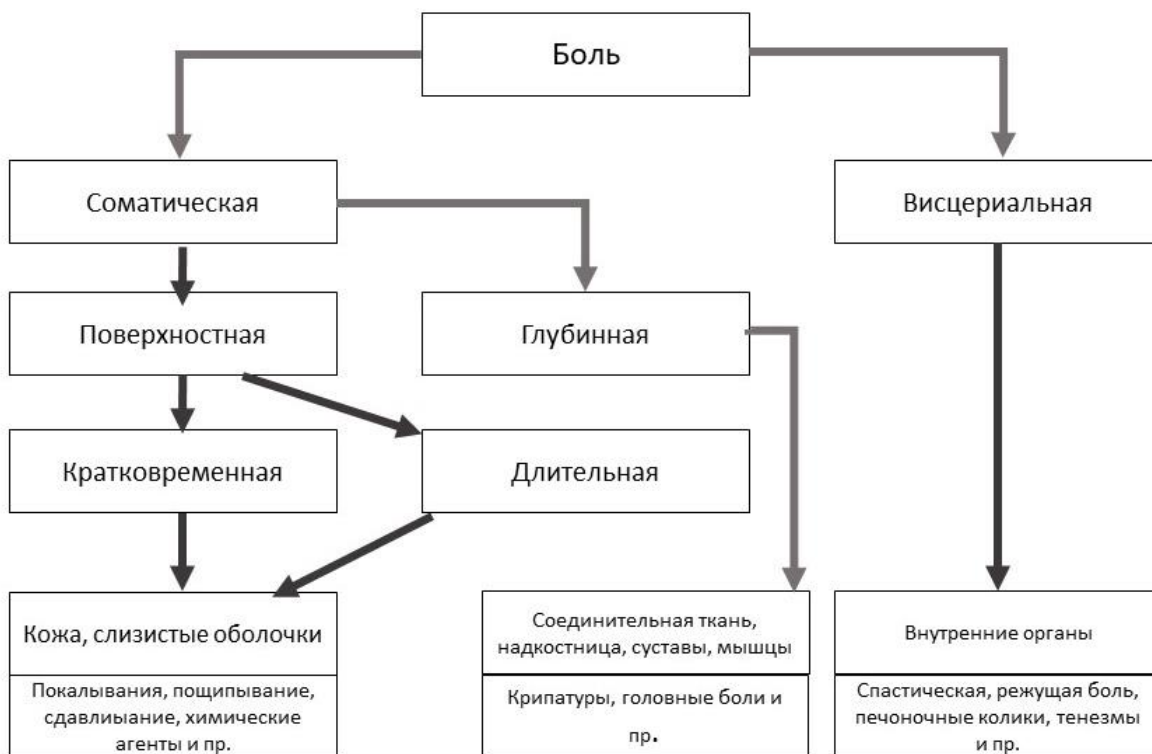 Боль
Соматическая
Висцериальная
Поверхностная
Глубинная
Кратковременная
Длительная
Кожа, слизистые оболочки
Покалывания, пощипывание,
сдавлиыание, химические
агенты и пр.
Соединительная ткань,
надкостница, суставы, мышцы
Крипатуры, головные боли и
пр.
Внутренние органы
Спастическая, режущая боль,
печоночные колики, тенезмы
и пр.